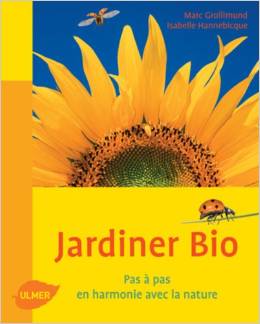 Marc Grollimund
Isabelle Hannebicque
Jardiner Bio
Pas à pas
en harmonie avec la nature
ULMER